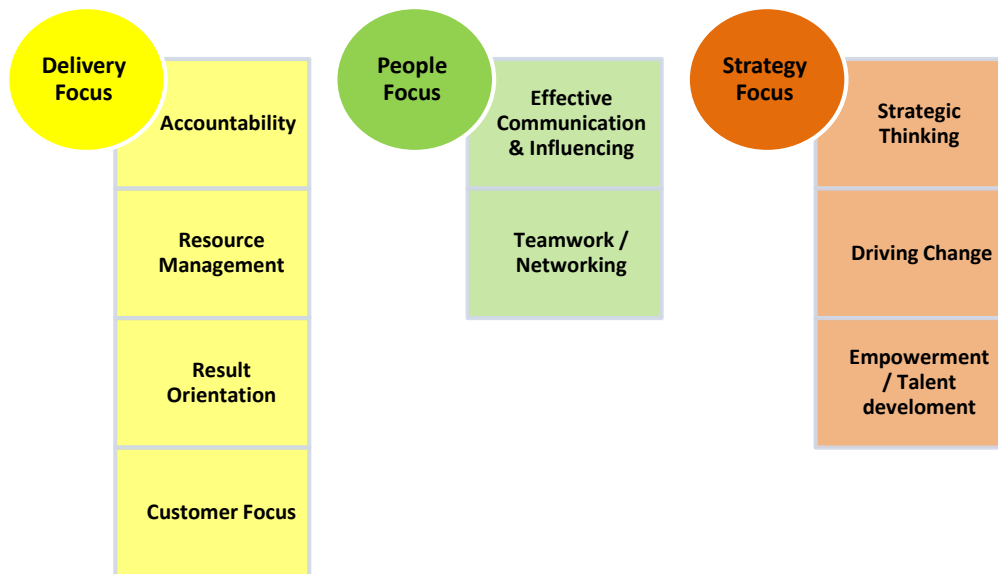 Delivery
Focus
Accountability
Resource
Management
Result
Orientation
Customer Focus
People
Focus
Effective
Communication
& Influencing
Teamwork /
Networking
Strategy
Focus
Strategic
Thinking
Driving Change
Empowerment
/ Talent
develoment